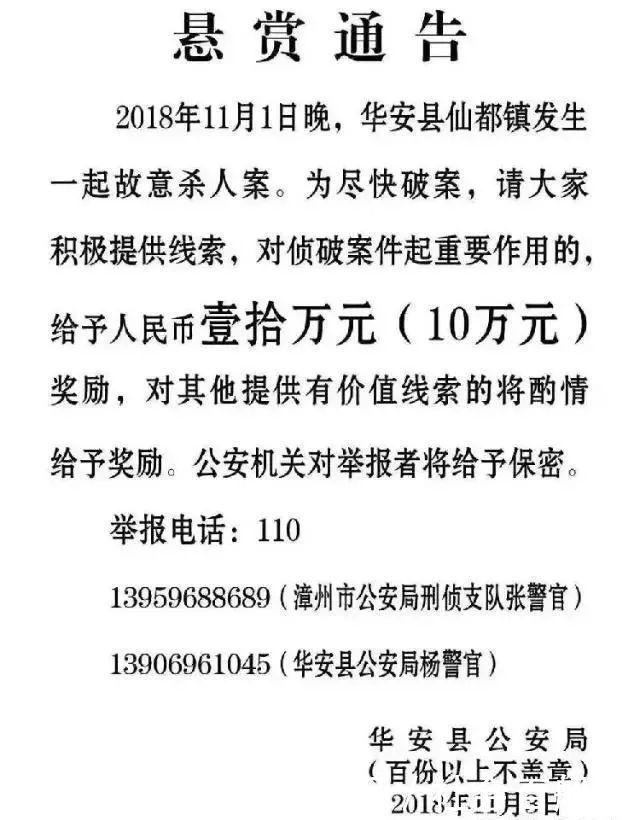 悬赏通告
2018年11月1日晚，华安县仙都镇发生
一起故意杀人案。为尽快破案，请大家
积极提供线索，对侦破案件起重要作用的，
给予人民币壹拾万元（10万元）
奖励，对其他提供有价值线索的将酌情
给予奖励。公安机关对举报者将给予保密。
举报电话：110
13959688689（漳州市公安局刑侦支队张警官）
13906961045（华安县公安局杨警官）
华安县公安局
（百份以上不盖章）
2018年11月3日